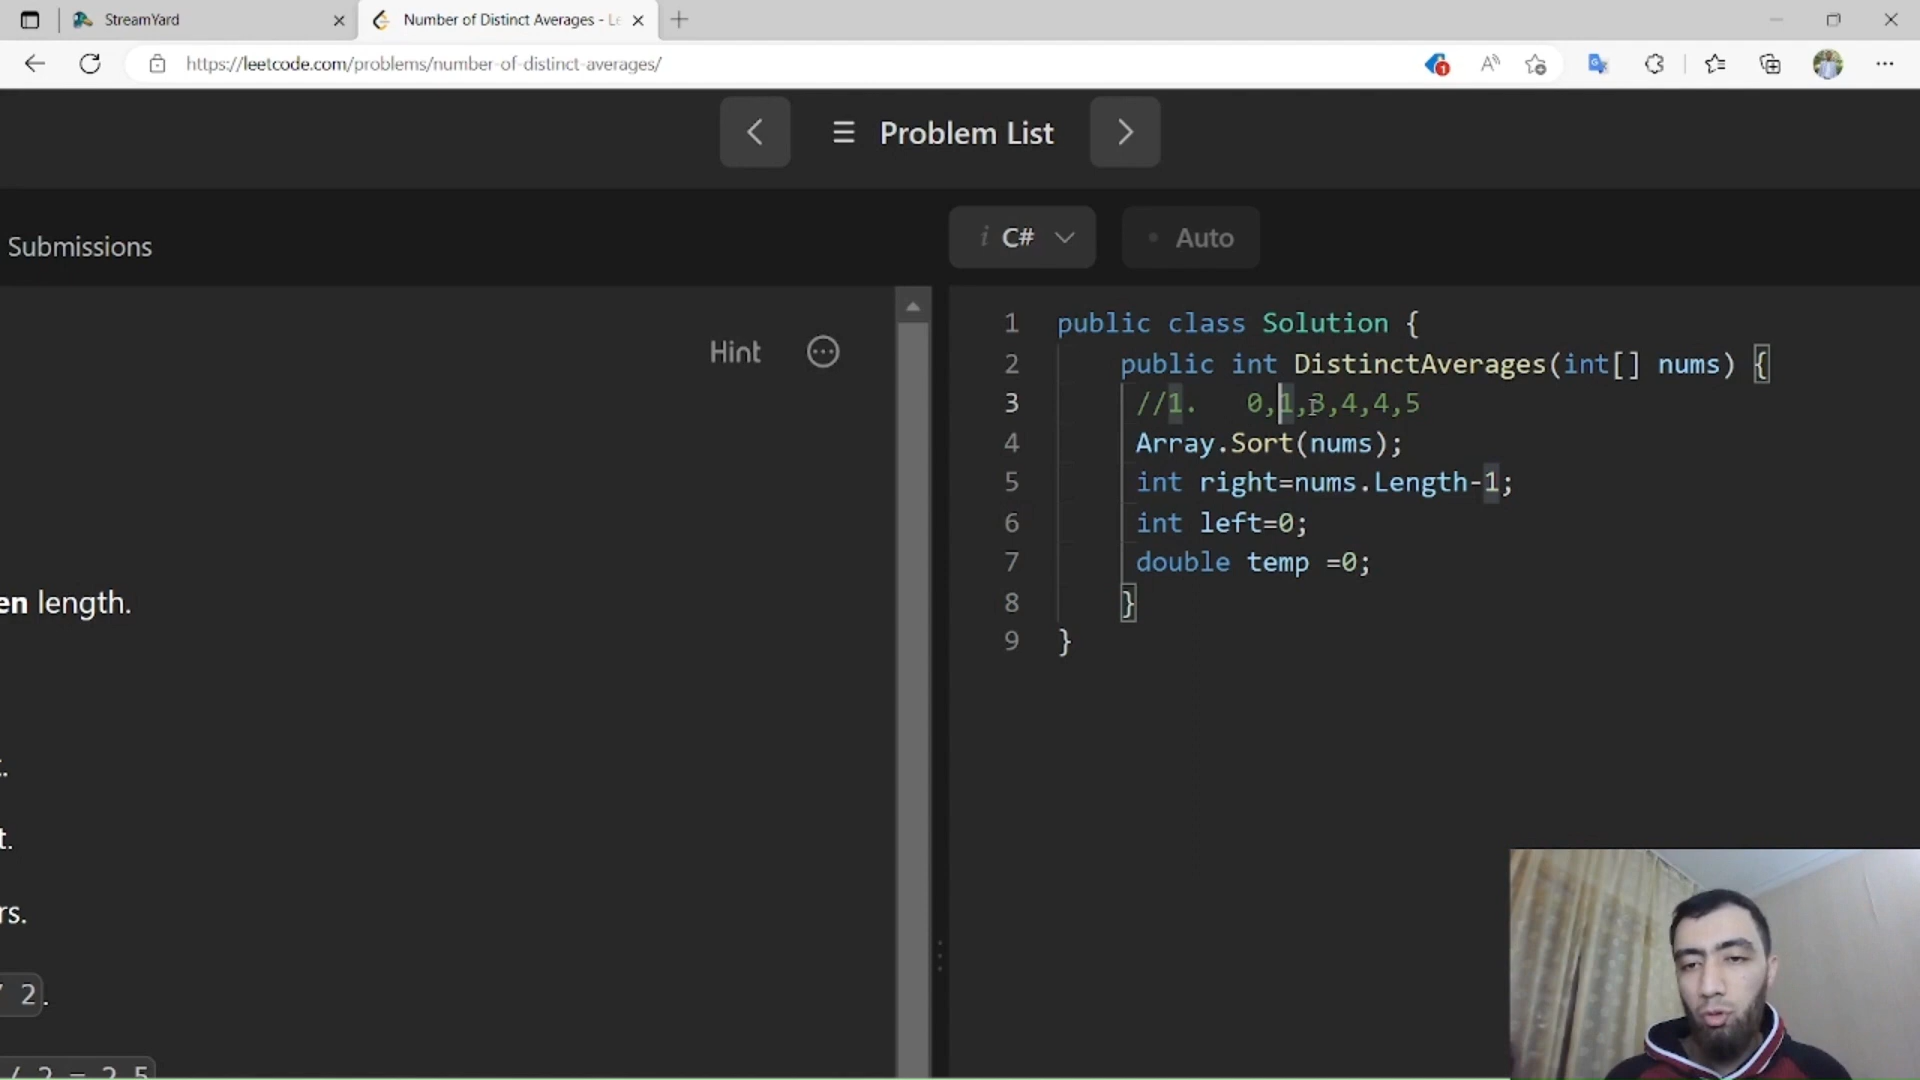 StreamYard
Number of Distinct Averages - Le
https://leetcode.com/problems/number-of-distinct-averages/
Problem List
Submissions
i C#
Auto
Hint
en length.
t.
t.
rs.
/ 2.
/ 2 = 2.5
1 public class Solution {
2 public int DistinctAverages(int[] nums) {
3 //1. 0,1,3,4,4,5
4 Array.Sort(nums);
5 int right=nums.Length-1;
6 int left=0;
7 double temp =0;
8 }
9 }